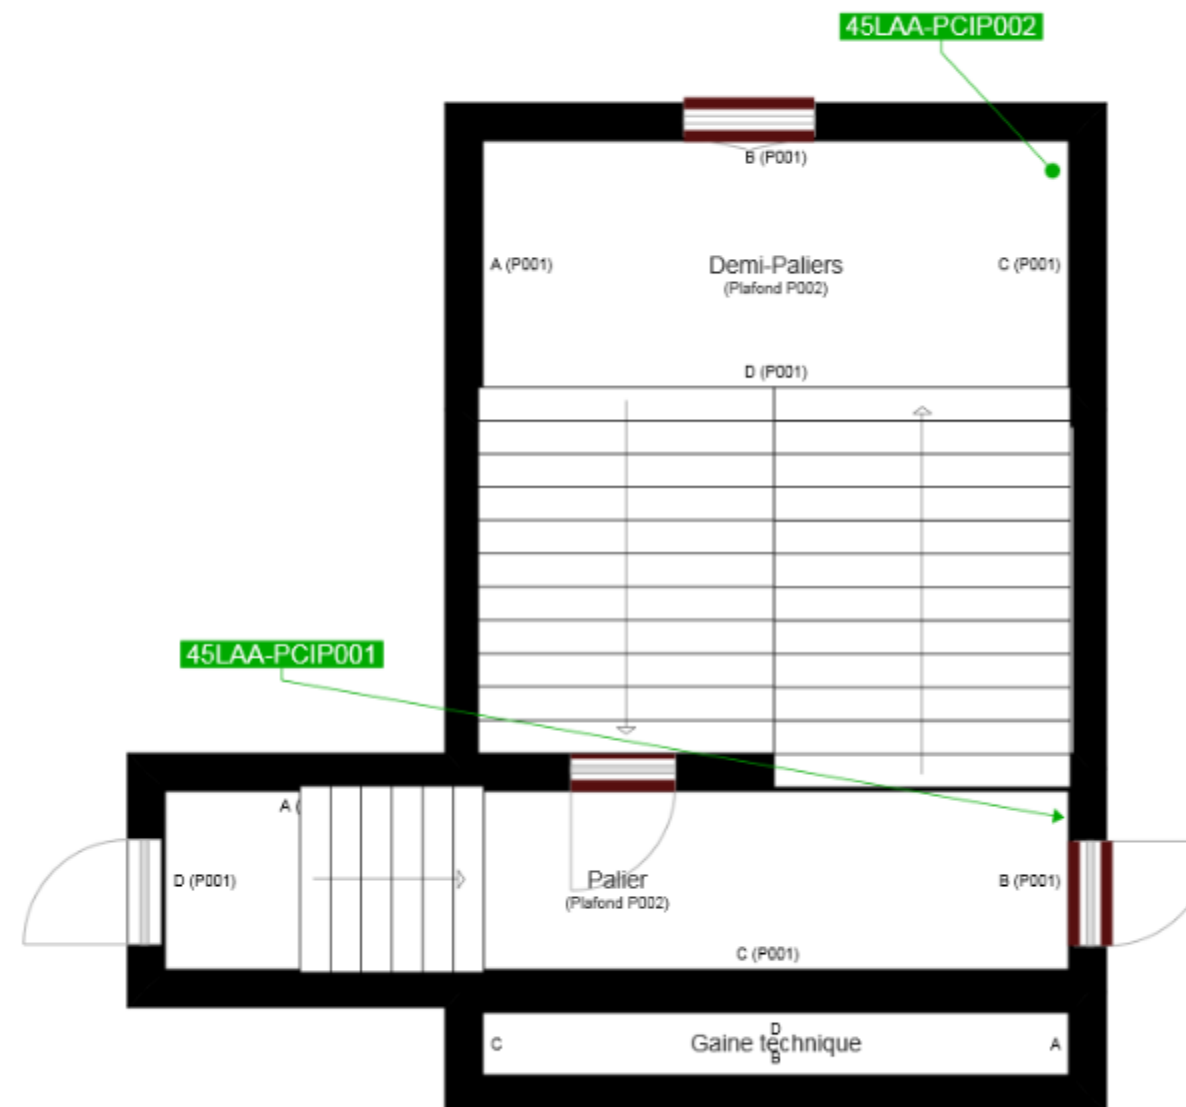 45LAA-PCIP002
B (P001)
A (P001)
Demi-Paliers
C (P001)
(Plafond P002)
D (P001)
45LAA-PCIP001
A (
D (P001)
Palier
B (P001)
(Plafond P002)
C (P001)
D
C
Gaine technique
A
B